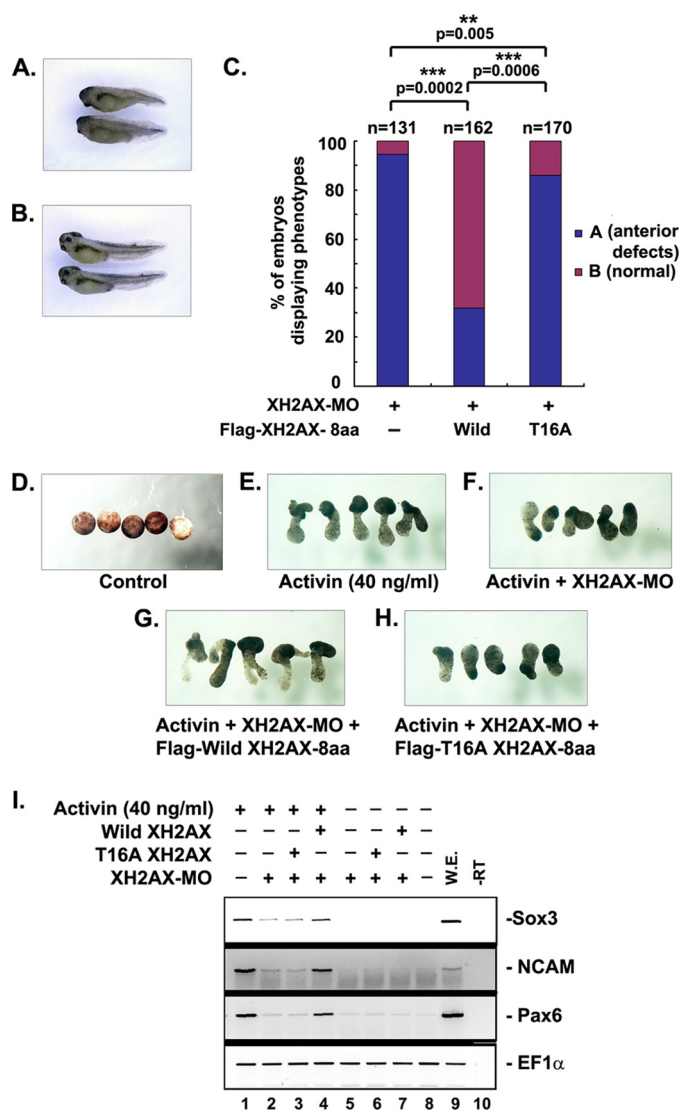 A.
B.
C.
**
p=0.005
***
p=0.0002
***
p=0.0006
n=131 n=162 n=170
100
80
60
40
20
0
% of embryos
displaying phenotypes
A (anterior
defects)
B (normal)
XH2AX-MO + + +
Flag-XH2AX- 8aa – Wild T16A
D.
Control
E.
Activin (40 ng/ml)
F.
Activin + XH2AX-MO
G.
Activin + XH2AX-MO +
Flag-Wild XH2AX-8aa
H.
Activin + XH2AX-MO +
Flag-T16A XH2AX-8aa
I.
Activin (40 ng/ml) + + + + – – – –
Wild XH2AX – – – + – – + –
T16A XH2AX – – + – – + – –
XH2AX-MO – + + + + + + –
W.E.
-RT
-Sox3
- NCAM
- Pax6
- EF1α
1 2 3 4 5 6 7 8 9 10